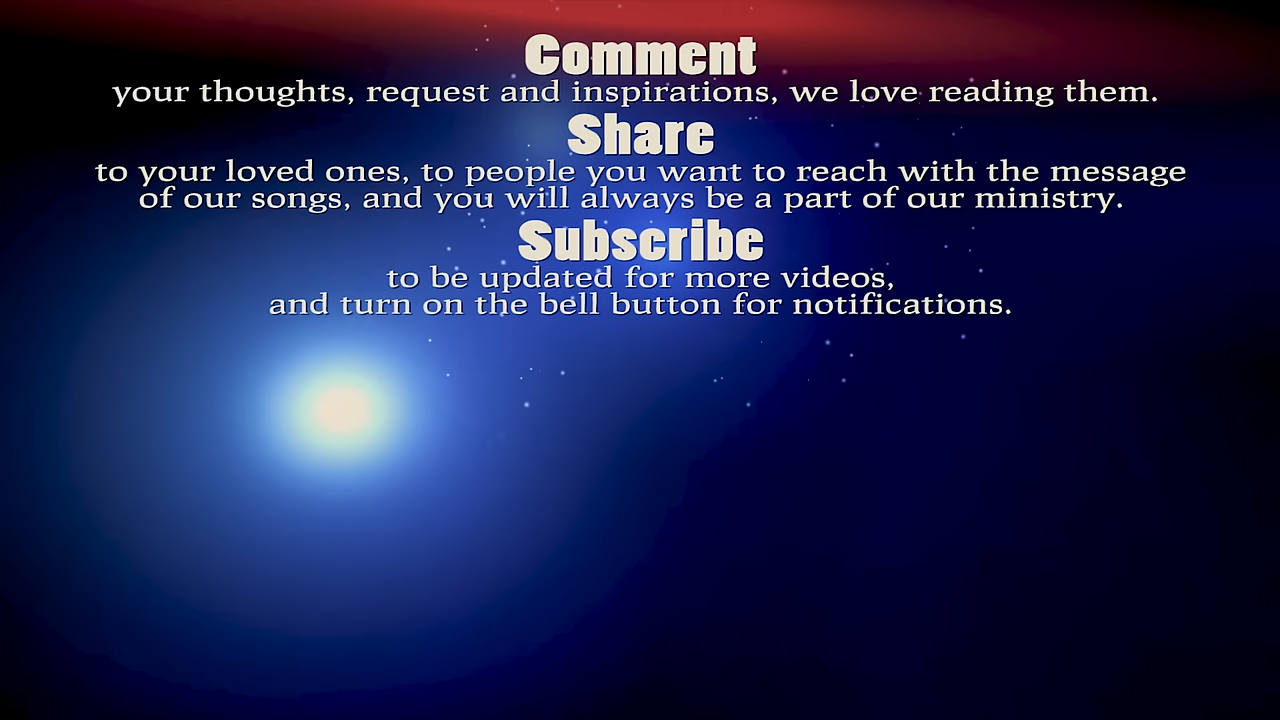 Comment
your thoughts, request and inspirations, we love reading them.
Share
to your loved ones, to people you want to reach with the message
of our songs, and you will always be a part of our ministry.
Subscribe
to be updated for more videos,
and turn on the bell button for notifications.